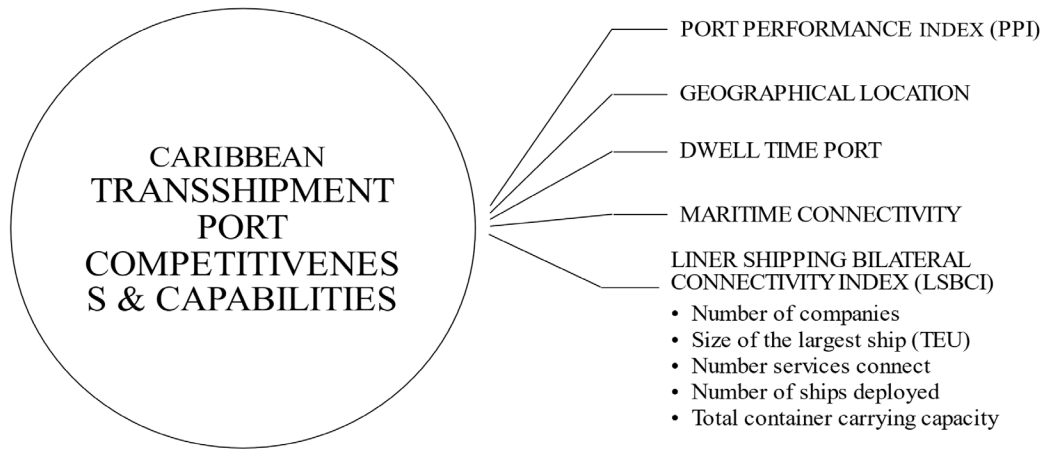 CARIBBEAN
TRANSSHIPMENT
PORT
COMPETITIVENES
S & CAPABILITIES
PORT PERFORMANCE INDEX (PPI)
GEOGRAPHICAL LOCATION
DWELL TIME PORT
MARITIME CONNECTIVITY
LINER SHIPPING BILATERAL
CONNECTIVITY INDEX (LSBCI)
• Number of companies
• Size of the largest ship (TEU)
• Number services connect
• Number of ships deployed
• Total container carrying capacity